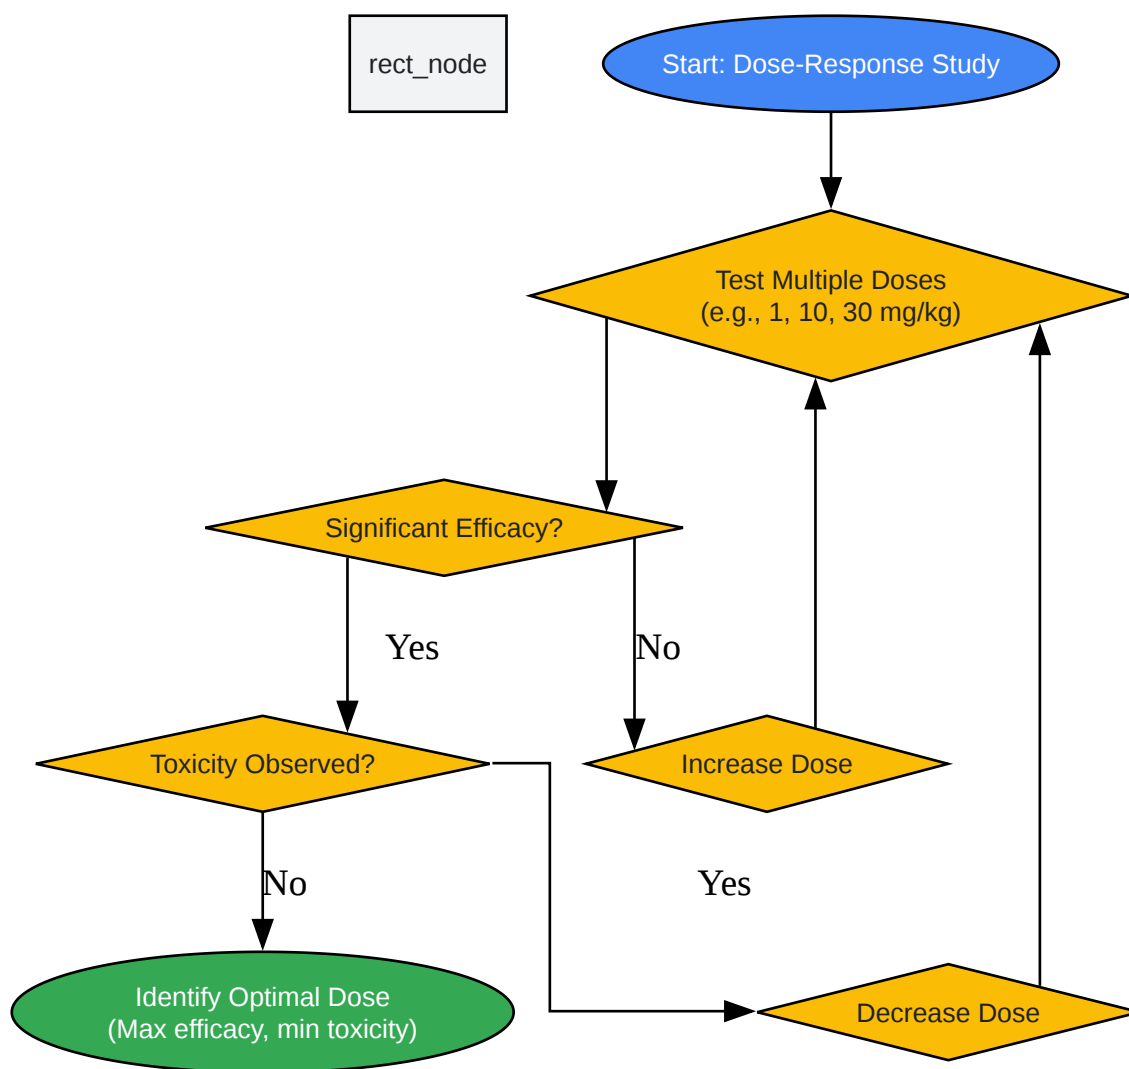 rect_node
Start: Dose-Response Study
Test Multiple Doses
(e.g., 1, 10, 30 mg/kg)
Significant Efficacy?
Yes
No
Toxicity Observed?
Increase Dose
No
Yes
Identify Optimal Dose
(Max efficacy, min toxicity)
Decrease Dose